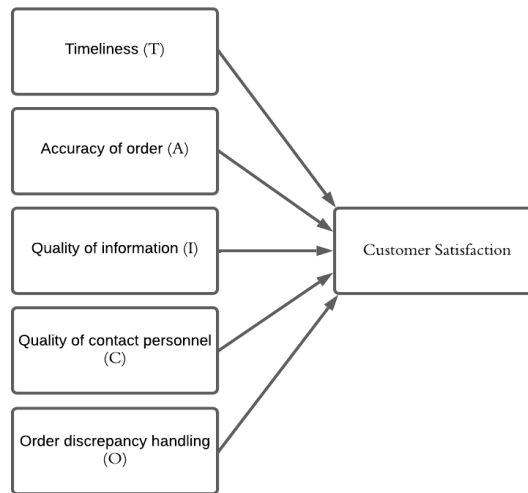 Timeliness (T)
Accuracy of order (A)
Quality of information (I)
Customer Satisfaction
Quality of contact personnel
(C)
Order discrepancy handling
(O)